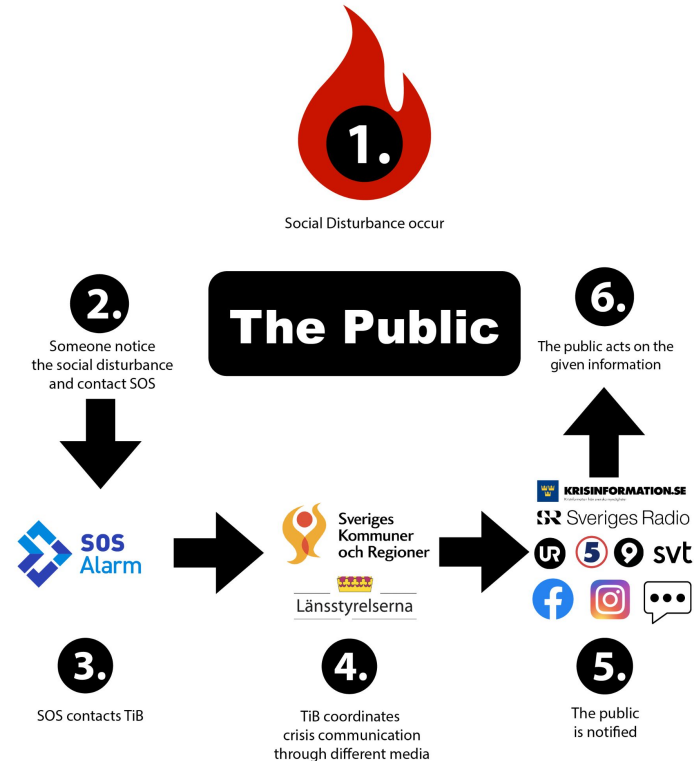 1.
Social Disturbance occur
2.
Someone notice
the social disturbance
and contact SOS
The Public
6.
The public acts on the
given information
SOS
Alarm
Sveriges
Kommuner
och Regioner
Länsstyrelserna
KRISINFORMATION.SE
Sveriges Radio
UR
5
9
svt
3.
SOS contacts TiB
4.
TiB coordinates
crisis communication
through different media
5.
The public
is notified